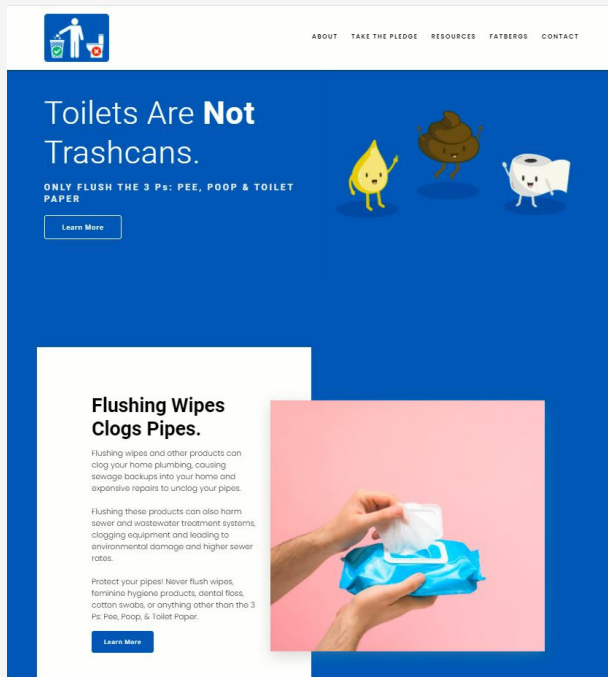 ABOUT TAKE THE PLEDGE RESOURCES FATBERGS CONTACT
Toilets Are Not
Trashcans.
ONLY FLUSH THE 3 Ps: PEE, POOP & TOILET
PAPER
Learn More
Flushing Wipes
Clogs Pipes.
Flushing wipes and other products can
clog your home plumbing, causing
sewage backups into your home and
expensive repairs to unclog your pipes.
Flushing these products can also harm
sewer and wastewater treatment systems,
clogging equipment and leading to
environmental damage and higher sewer
rates.
Protect your pipes! Never flush wipes,
feminine hygiene products, dental floss,
cotton swabs, or anything other than the 3
Ps: Pee, Poop, & Toilet Paper.
Learn More